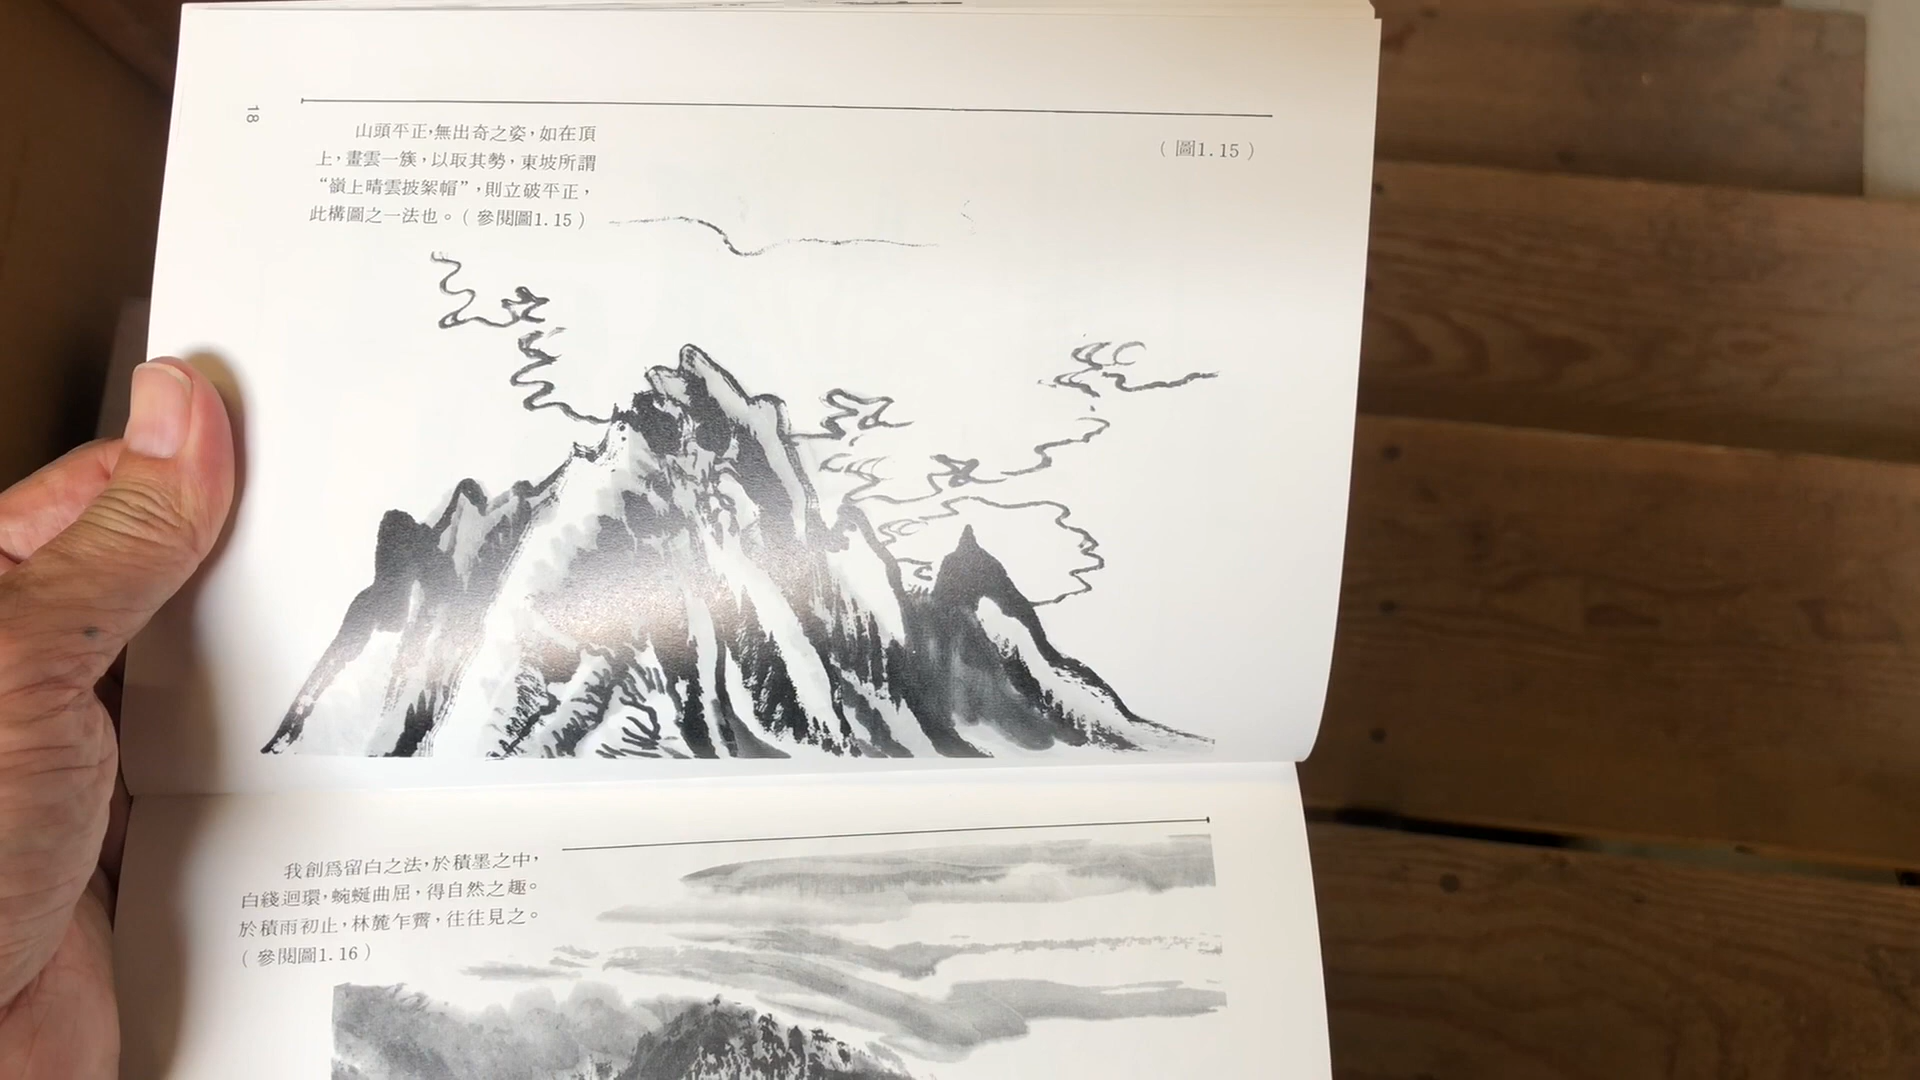 18
山頭平正,無出奇之姿,如在頂
上,畫雲一簇,以取其勢,東坡所謂
“嶺上晴雲披絮帽”,則立破平正,
此構圖之一法也。(參閱圖1.15)
(圖1.15)
我創爲留白之法,於積墨之中,
白綫迴環,蜿蜒曲屈,得自然之趣。
於積雨初止,林麓乍霽,往往見之。
(參閱圖1.16)